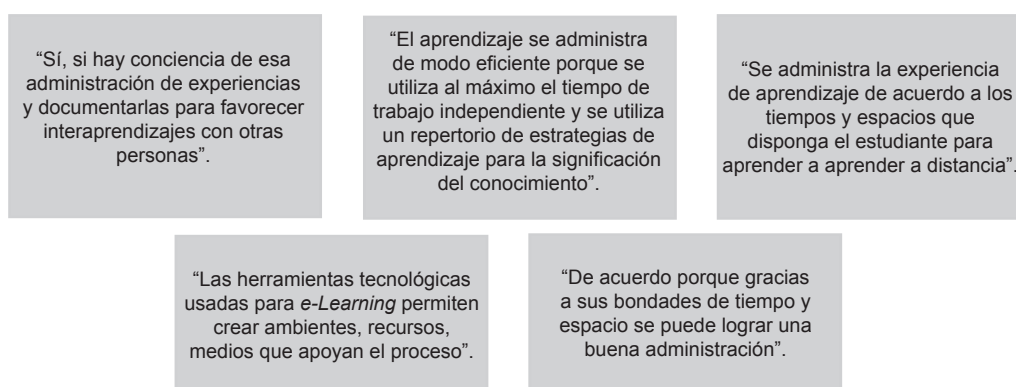 “Sí, si hay conciencia de esa
administración de experiencias
y documentarlas para favorecer
interaprendizajes con otras
personas”.
“El aprendizaje se administra
de modo eficiente porque se
utiliza al máximo el tiempo de
trabajo independiente y se utiliza
un repertorio de estrategias de
aprendizaje para la significación
del conocimiento”.
“Se administra la experiencia
de aprendizaje de acuerdo a los
tiempos y espacios que
disponga el estudiante para
aprender a aprender a distancia”.
“Las herramientas tecnológicas
usadas para e-Learning permiten
crear ambientes, recursos,
medios que apoyan el proceso”.
“De acuerdo porque gracias
a sus bondades de tiempo y
espacio se puede lograr una
buena administración”.